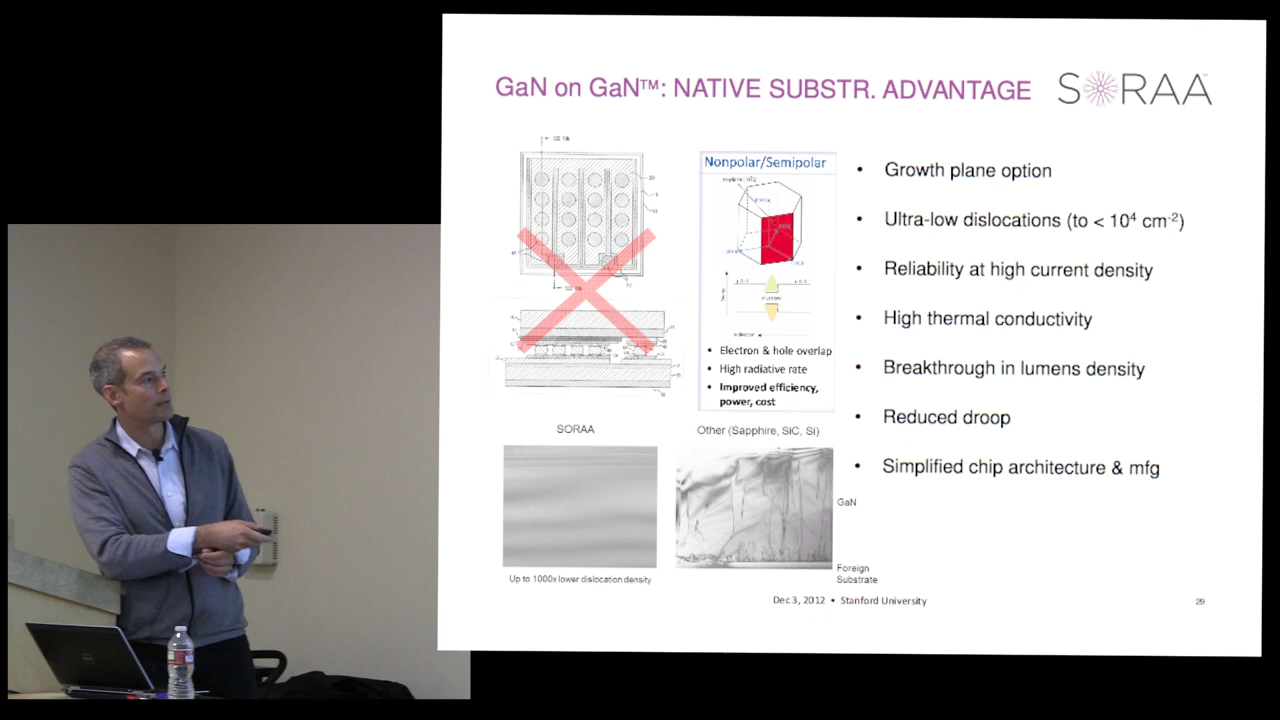 GaN on GaN™: NATIVE SUBSTR. ADVANTAGE
SORAA™
Nonpolar/Semipolar
• Electron & hole overlap
• High radiative rate
• Improved efficiency,
power, cost
• Growth plane option
• Ultra-low dislocations (to < 10⁴ cm⁻²)
• Reliability at high current density
• High thermal conductivity
• Breakthrough in lumens density
• Reduced droop
• Simplified chip architecture & mfg
SORAA
Other (Sapphire, SiC, Si)
GaN
Foreign
Substrate
Up to 1000x lower dislocation density
Dec 3, 2012 • Stanford University
29